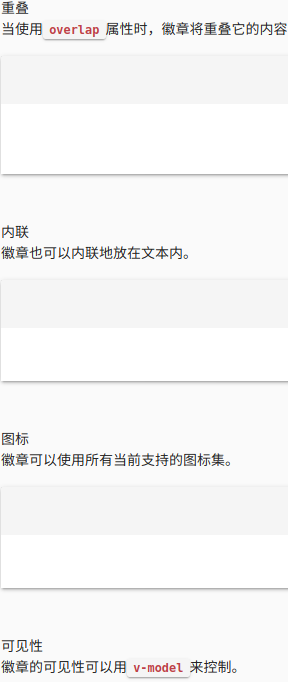 重叠
当使用 overlap 属性时，徽章将重叠它的内容
内联
徽章也可以内联地放在文本内。
图标
徽章可以使用所有当前支持的图标集。
可见性
徽章的可见性可以用 v-model 来控制。